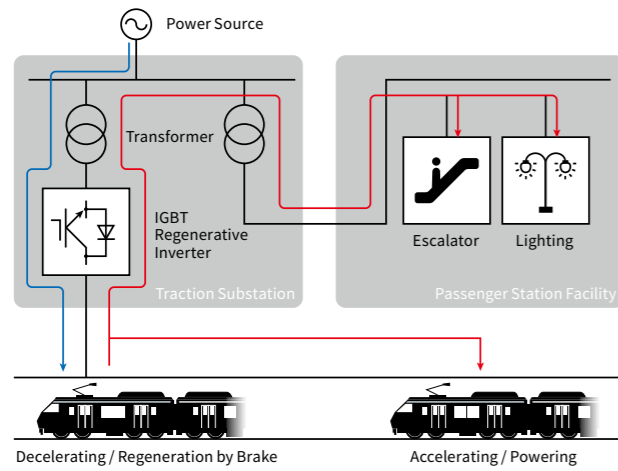 Power Source
Transformer
IGBT
Regenerative
Inverter
Traction Substation
Escalator
Lighting
Passenger Station Facility
Decelerating / Regeneration by Brake
Accelerating / Powering